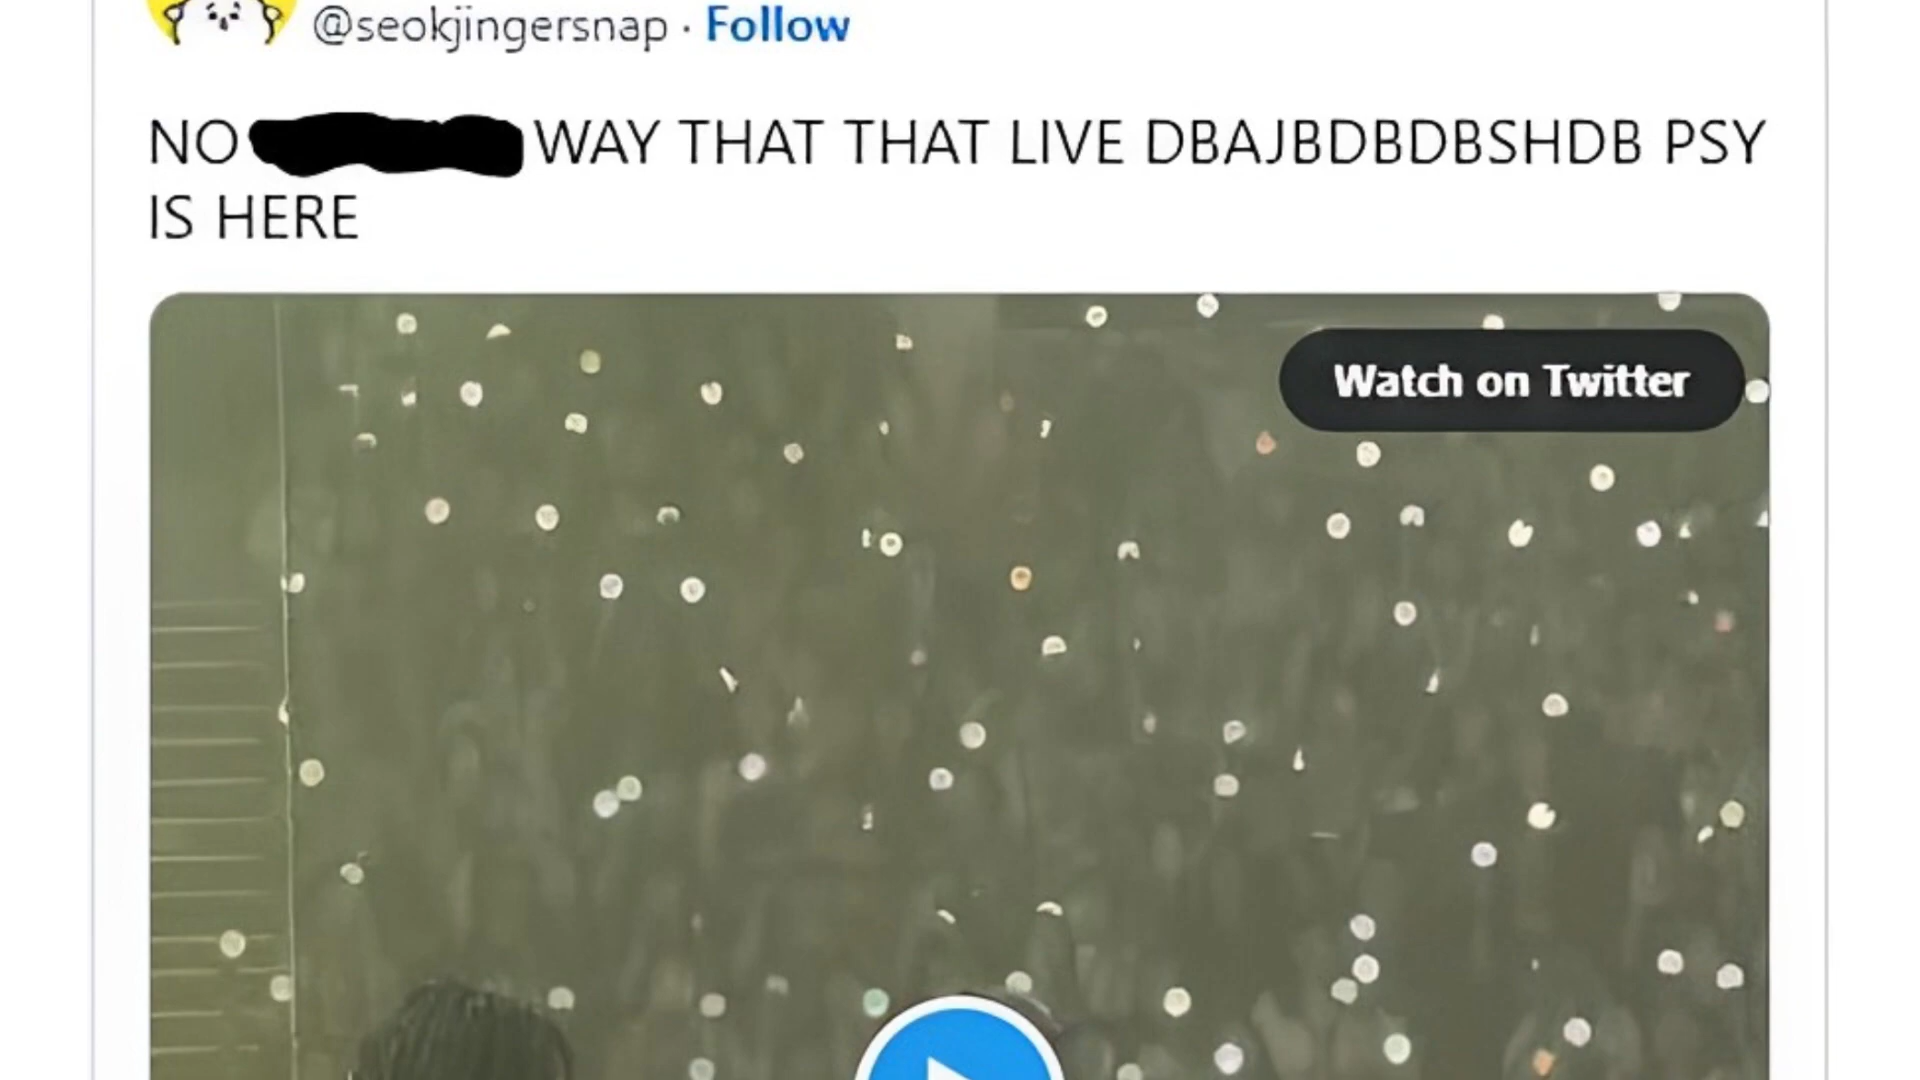 @seokjingersnap · Follow
NO WAY THAT THAT LIVE DBAJBDBDBSHDB PSY
IS HERE
Watch on Twitter